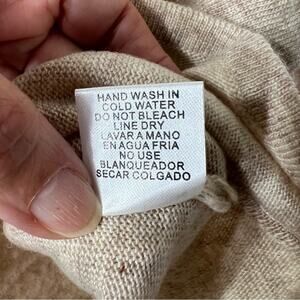 HAND WASH IN
COLD WATER
DO NOT BLEACH
LINE DRY
LAVAR A MANO
EN AGUA FRIA
NO USE
BLANQUEADOR
SECAR COLGADO